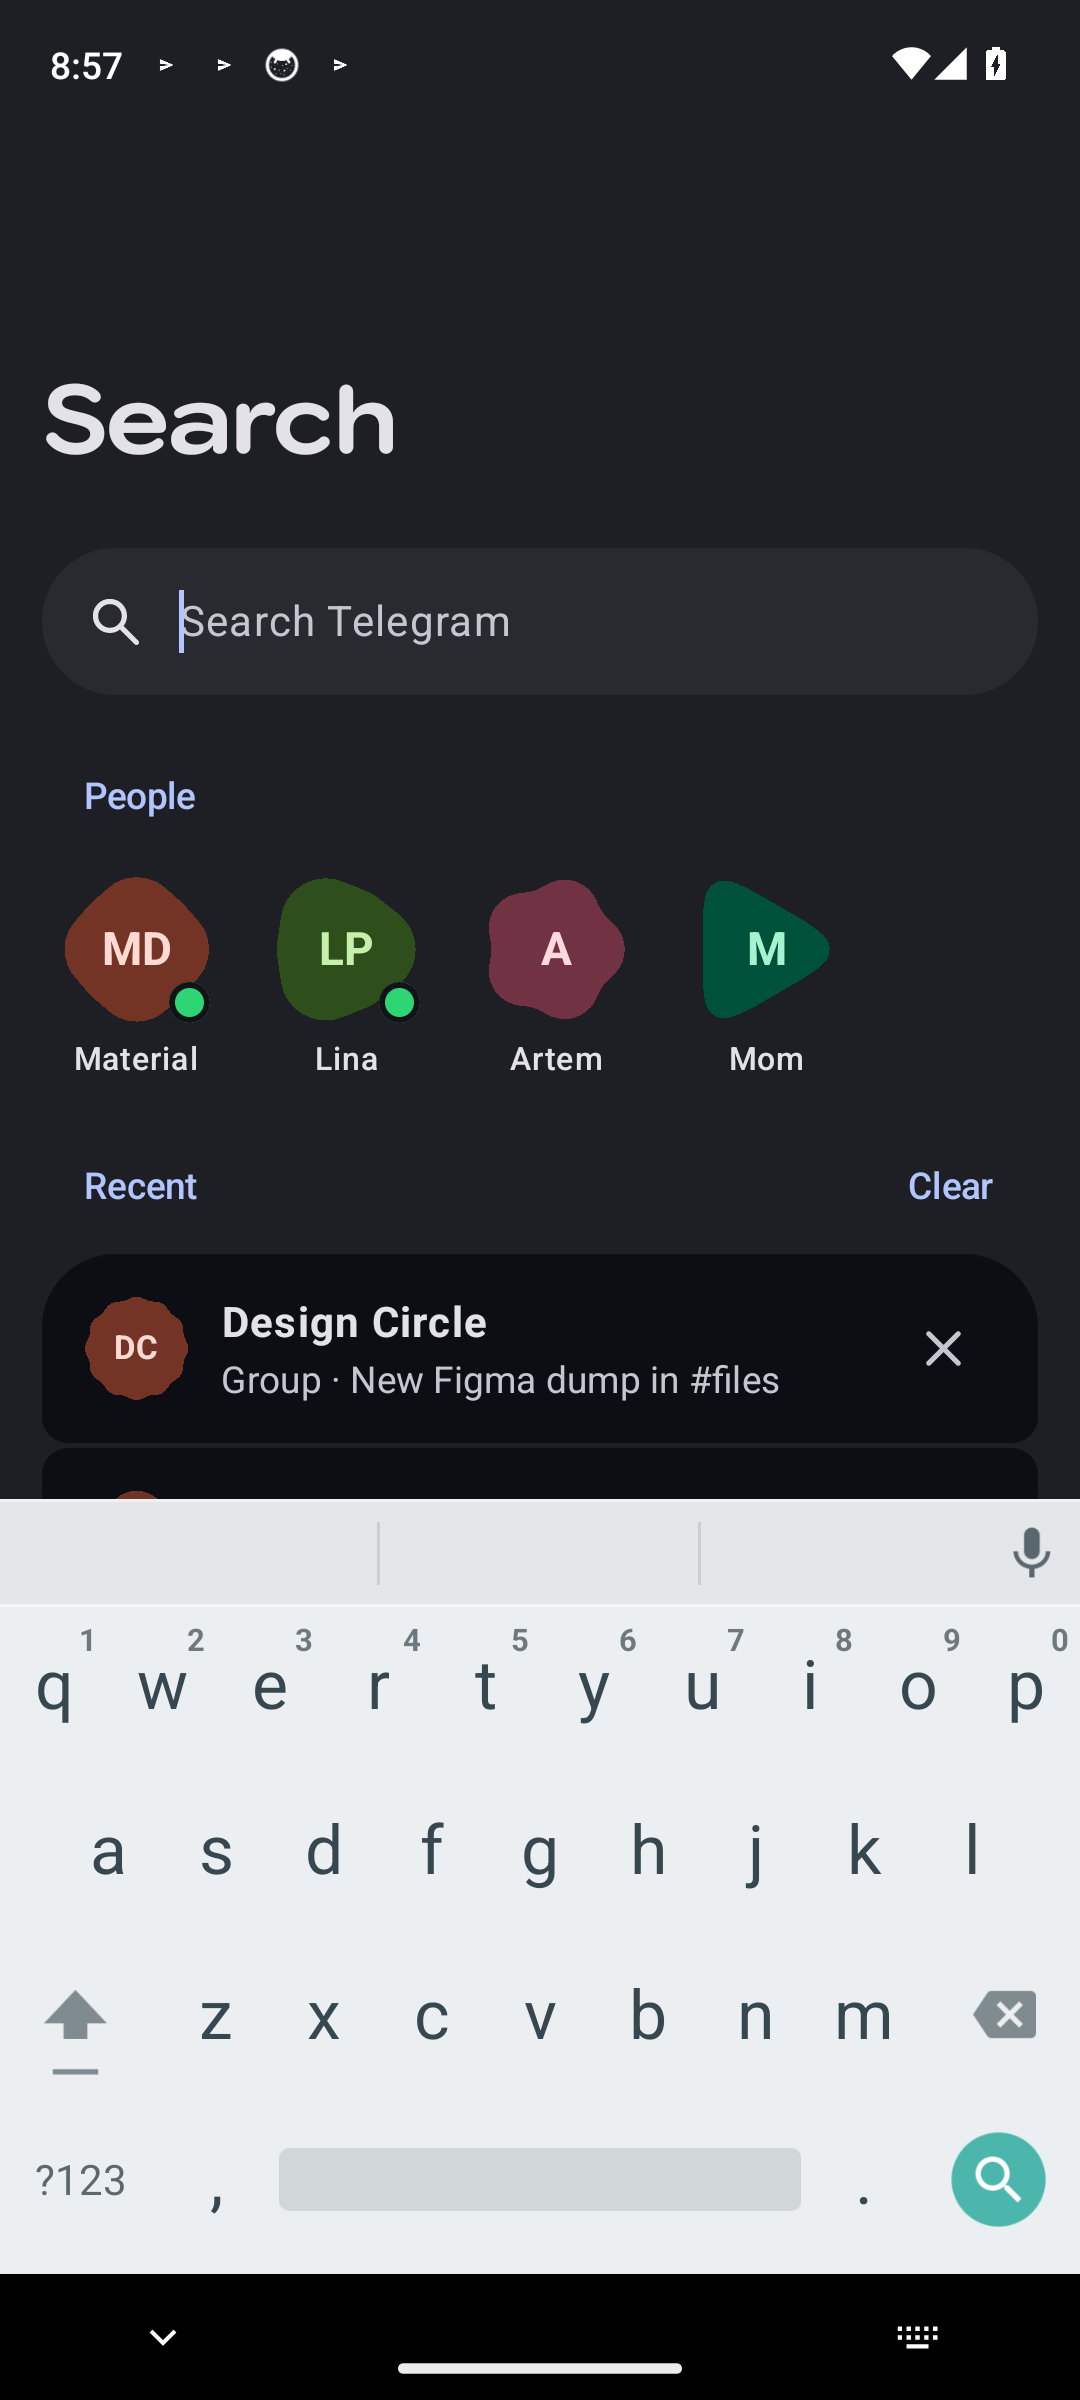 8:57
Search
Search Telegram
People
MD
LP
A
M
Material
Lina
Artem
Mom
Recent
Clear
DC
Design Circle
Group · New Figma dump in #files
1 2 3 4 5 6 7 8 9 0
q w e r t y u i o p
a s d f g h j k l
z x c v b n m
?123 , .